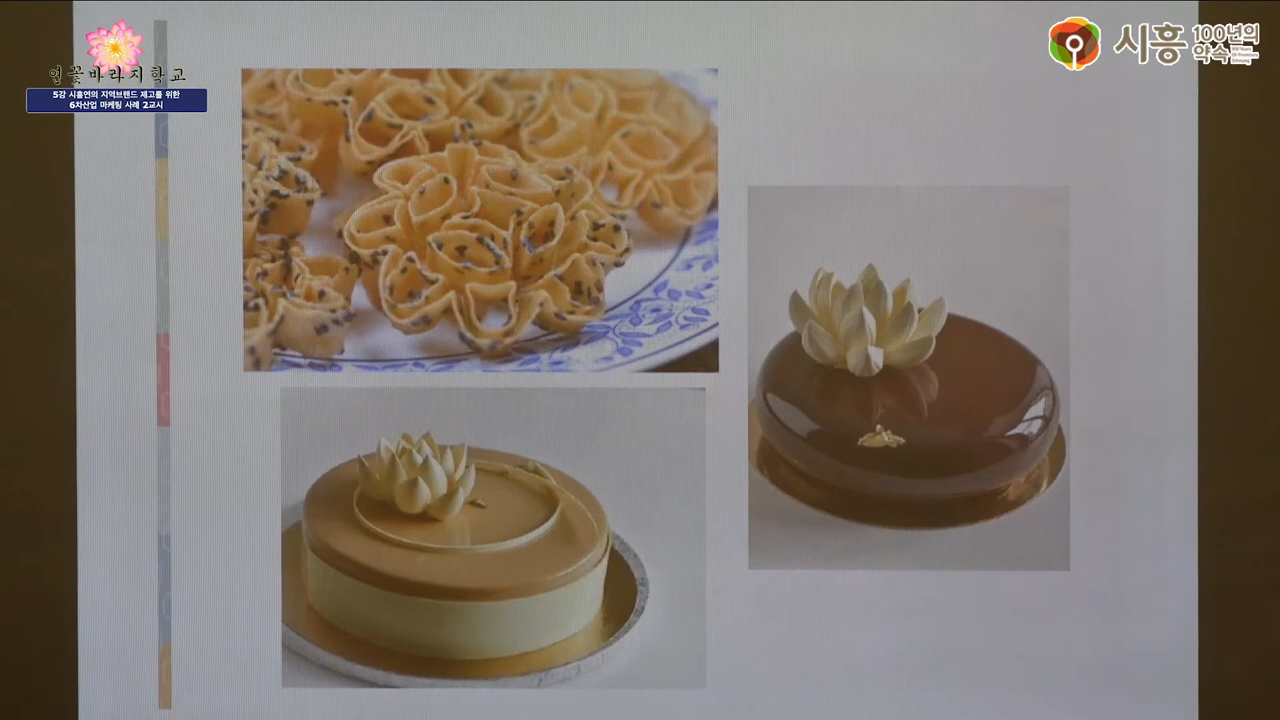 연꽃바라지학교
5강 시흥연의 지역브랜드 제고를 위한
6차산업 마케팅 사례 2교시
시흥
100년의
약속